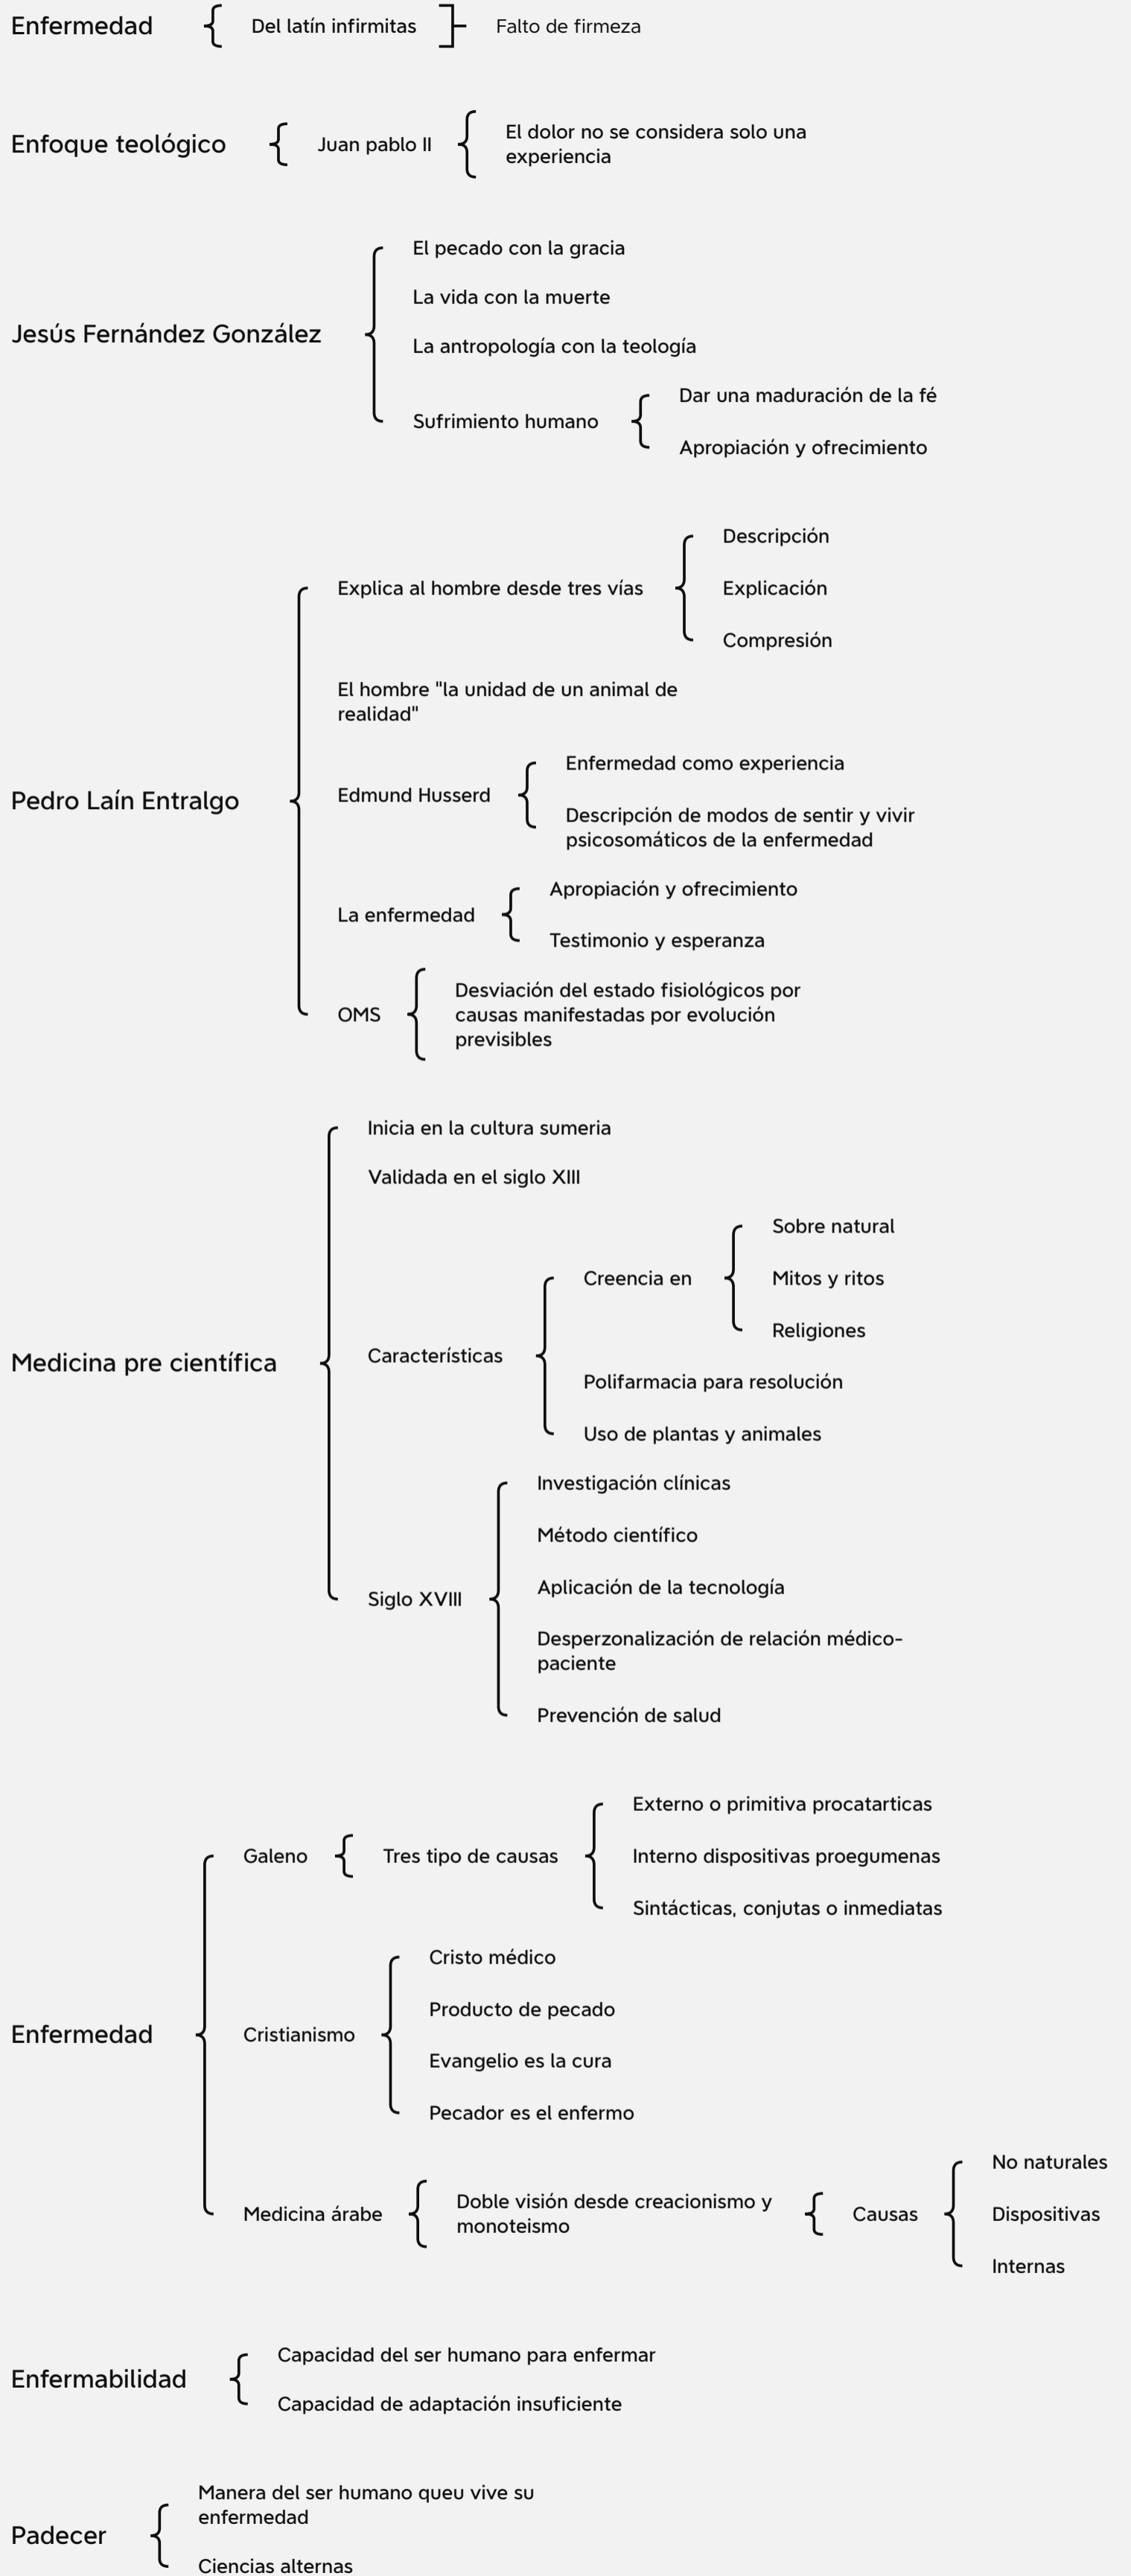 Enfermedad
Del latín infirmitas
Falto de firmeza
Enfoque teológico
Juan pablo II
El dolor no se considera solo una
experiencia
Jesús Fernández González
El pecado con la gracia
La vida con la muerte
La antropología con la teología
Sufrimiento humano
Dar una maduración de la fé
Apropiación y ofrecimiento
Pedro Laín Entralgo
Explica al hombre desde tres vías
Descripción
Explicación
Compresión
El hombre "la unidad de un animal de
realidad"
Edmund Husserd
Enfermedad como experiencia
Descripción de modos de sentir y vivir
psicosomáticos de la enfermedad
La enfermedad
Apropiación y ofrecimiento
Testimonio y esperanza
OMS
Desviación del estado fisiológicos por
causas manifestadas por evolución
previsibles
Medicina pre científica
Inicia en la cultura sumeria
Validada en el siglo XIII
Características
Creencia en
Sobre natural
Mitos y ritos
Religiones
Polifarmacia para resolución
Uso de plantas y animales
Siglo XVIII
Investigación clínicas
Método científico
Aplicación de la tecnología
Desperzonalización de relación médico-
paciente
Prevención de salud
Enfermedad
Galeno
Tres tipo de causas
Externo o primitiva procatarticas
Interno dispositivas proegumenas
Sintácticas, conjutas o inmediatas
Cristianismo
Cristo médico
Producto de pecado
Evangelio es la cura
Pecador es el enfermo
Medicina árabe
Doble visión desde creacionismo y
monoteismo
Causas
No naturales
Dispositivas
Internas
Enfermabilidad
Capacidad del ser humano para enfermar
Capacidad de adaptación insuficiente
Padecer
Manera del ser humano queu vive su
enfermedad
Ciencias alternas